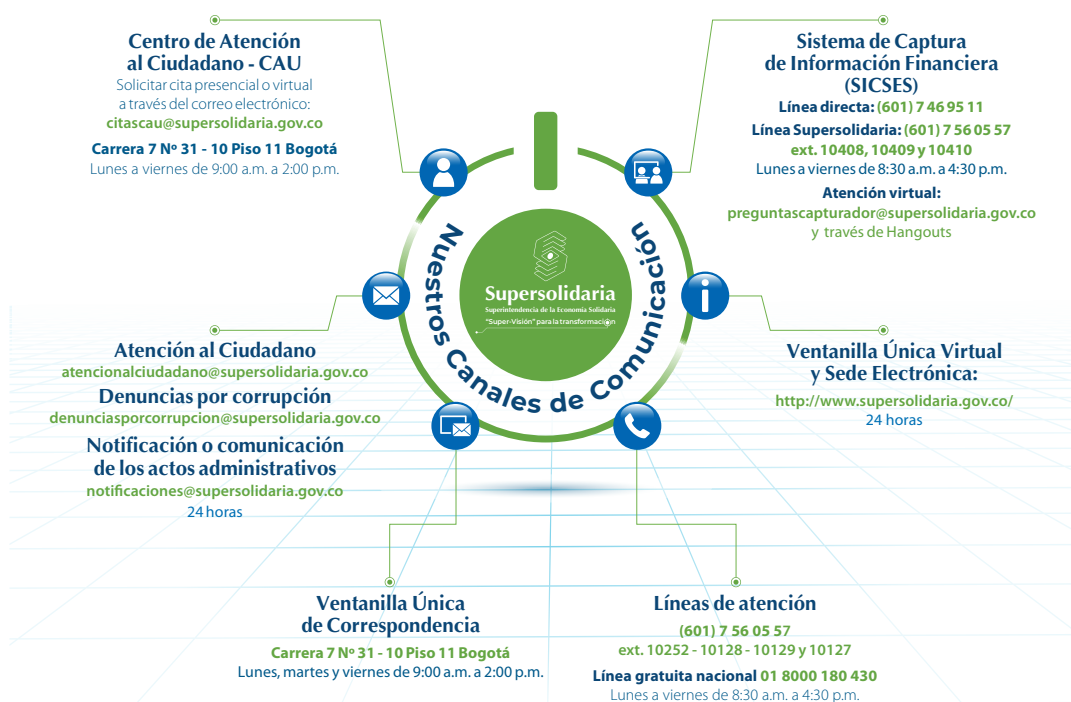 Centro de Atención
al Ciudadano - CAU
Solicitar cita presencial o virtual
a través del correo electrónico:
citascau@supersolidaria.gov.co
Carrera 7 Nº 31 - 10 Piso 11 Bogotá
Lunes a viernes de 9:00 a.m. a 2:00 p.m.
Sistema de Captura
de Información Financiera
(SICSES)
Línea directa: (601) 7 46 95 11
Línea Supersolidaria: (601) 7 56 05 57
ext. 10408, 10409 y 10410
Lunes a viernes de 8:30 a.m. a 4:30 p.m.
Atención virtual:
preguntascapturador@supersolidaria.gov.co
y través de Hangouts
Nuestros Canales de Comunicación
Supersolidaria
Superintendencia de la Economía Solidaria
"Super-Visión" para la transformación
Atención al Ciudadano
atencionalciudadano@supersolidaria.gov.co
Denuncias por corrupción
denunciasporcorrupcion@supersolidaria.gov.co
Notificación o comunicación
de los actos administrativos
notificaciones@supersolidaria.gov.co
24 horas
Ventanilla Única Virtual
y Sede Electrónica:
http://www.supersolidaria.gov.co/
24 horas
Ventanilla Única
de Correspondencia
Carrera 7 Nº 31 - 10 Piso 11 Bogotá
Lunes, martes y viernes de 9:00 a.m. a 2:00 p.m.
Líneas de atención
(601) 7 56 05 57
ext. 10252 - 10128 - 10129 y 10127
Línea gratuita nacional 01 8000 180 430
Lunes a viernes de 8:30 a.m. a 4:30 p.m.